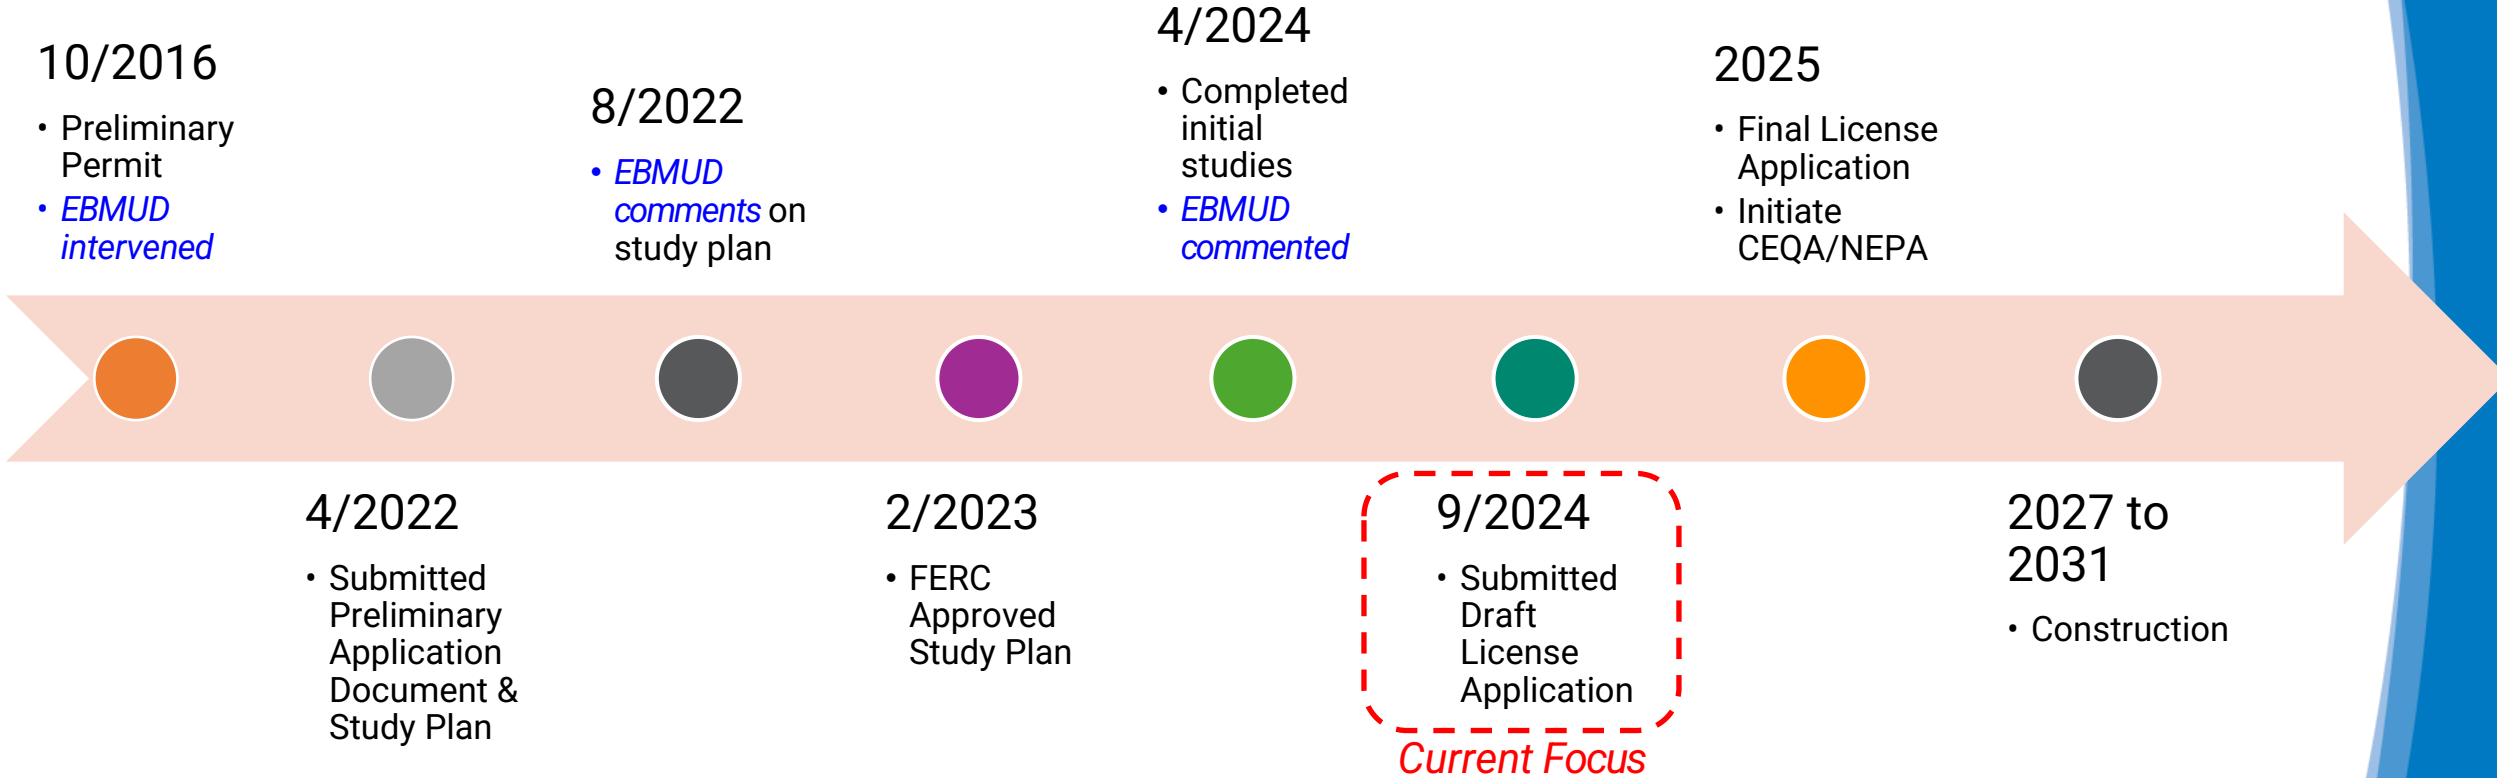 10/2016
• Preliminary
Permit
• EBMUD
intervened
4/2022
• Submitted
Preliminary
Application
Document &
Study Plan
8/2022
• EBMUD
comments on
study plan
2/2023
• FERC
Approved
Study Plan
4/2024
• Completed
initial
studies
• EBMUD
commented
9/2024
• Submitted
Draft
License
Application
Current Focus
2025
• Final License
Application
• Initiate
CEQA/NEPA
2027 to
2031
• Construction